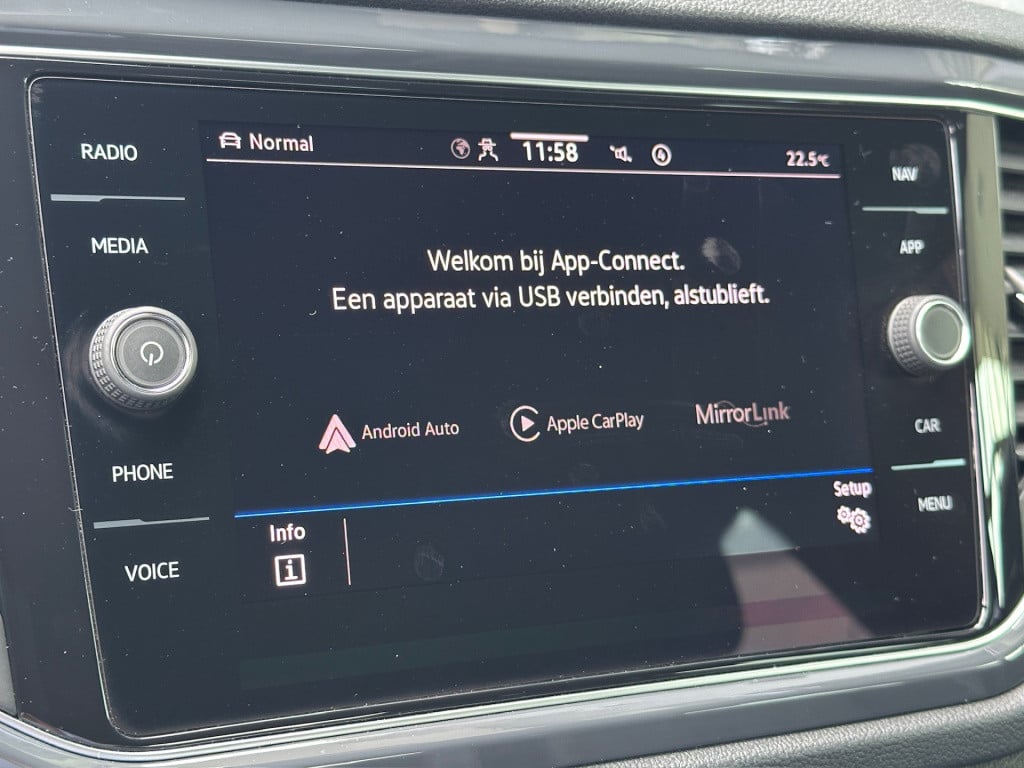 RADIO
MEDIA
PHONE
VOICE
Normal
11:58
4
22.5°C
Welkom bij App-Connect.
Een apparaat via USB verbinden, alstublieft.
Android Auto
Apple CarPlay
MirrorLink
Info
i
Setup
NAV
APP
CAR
MENU